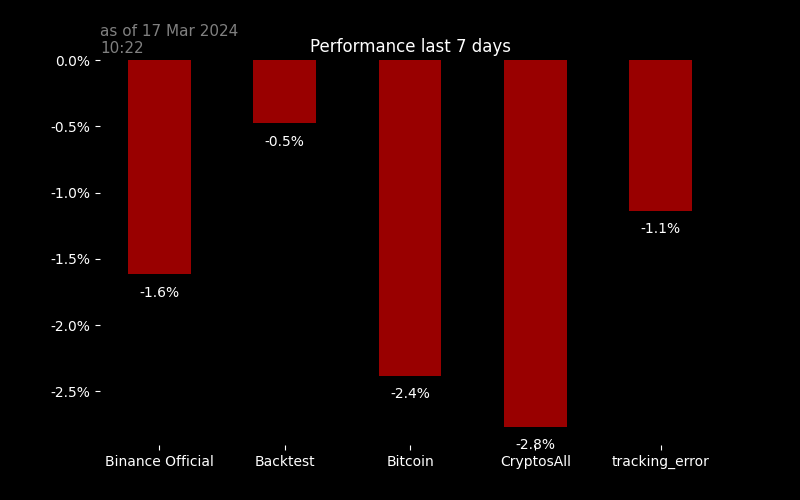 as of 17 Mar 2024
10:22
Performance last 7 days
0.0%
-0.5%
-1.0%
-1.5%
-2.0%
-2.5%
-1.6%
-0.5%
-2.4%
-2.8%
-1.1%
Binance Official
Backtest
Bitcoin
CryptosAll
tracking_error